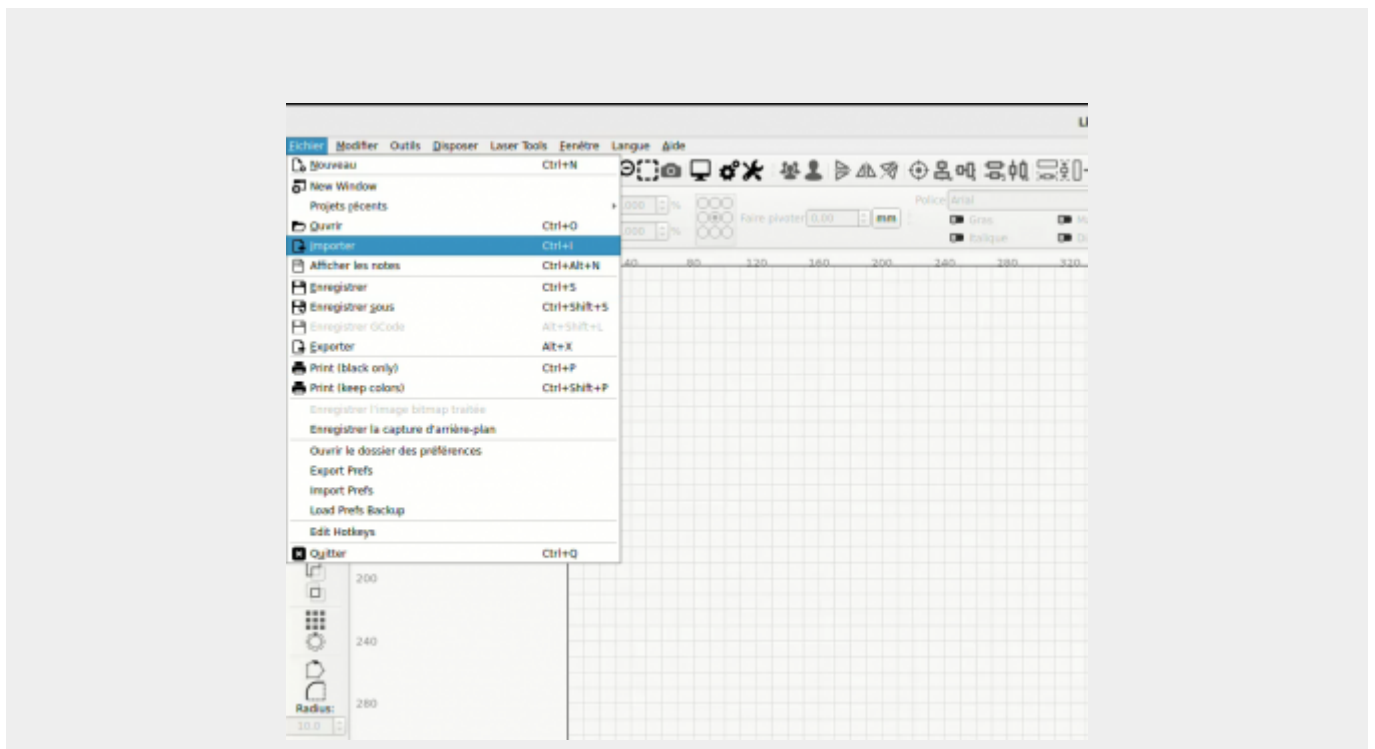 LI
Fichier Modifier Outils Disposer Laser Tools Fenêtre Langue Aide
Nouveau Ctrl+N
New Window
Projets récents
Ouvrir Ctrl+O
Importer Ctrl+I
Afficher les notes Ctrl+Alt+N
Enregistrer Ctrl+S
Enregistrer sous Ctrl+Shift+S
Enregistrer GCode Alt+Shift+L
Exporter Alt+X
Print (black only) Ctrl+P
Print (keep colors) Ctrl+Shift+P
Enregistrer l'image bitmap traitée
Enregistrer la capture d'arrière-plan
Ouvrir le dossier des préférences
Export Prefs
Import Prefs
Load Prefs Backup
Edit Hotkeys
Quitter Ctrl+Q
.000 %
.000 %
Faire pivoter 0,00 mm
Police Arial
Gras
Italique
40 80 120 160 200 240 280 320
200
240
280
Radius:
10.0